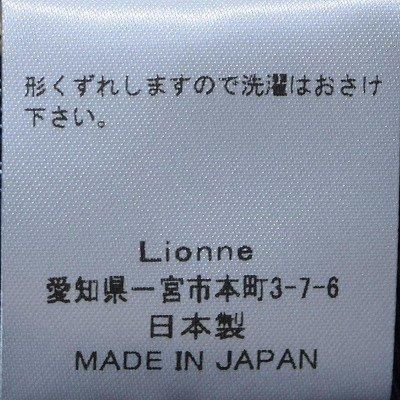 形くずれしますので洗濯はおさけ
下さい。
Lionne
愛知県一宮市本町3-7-6
日本製
MADE IN JAPAN